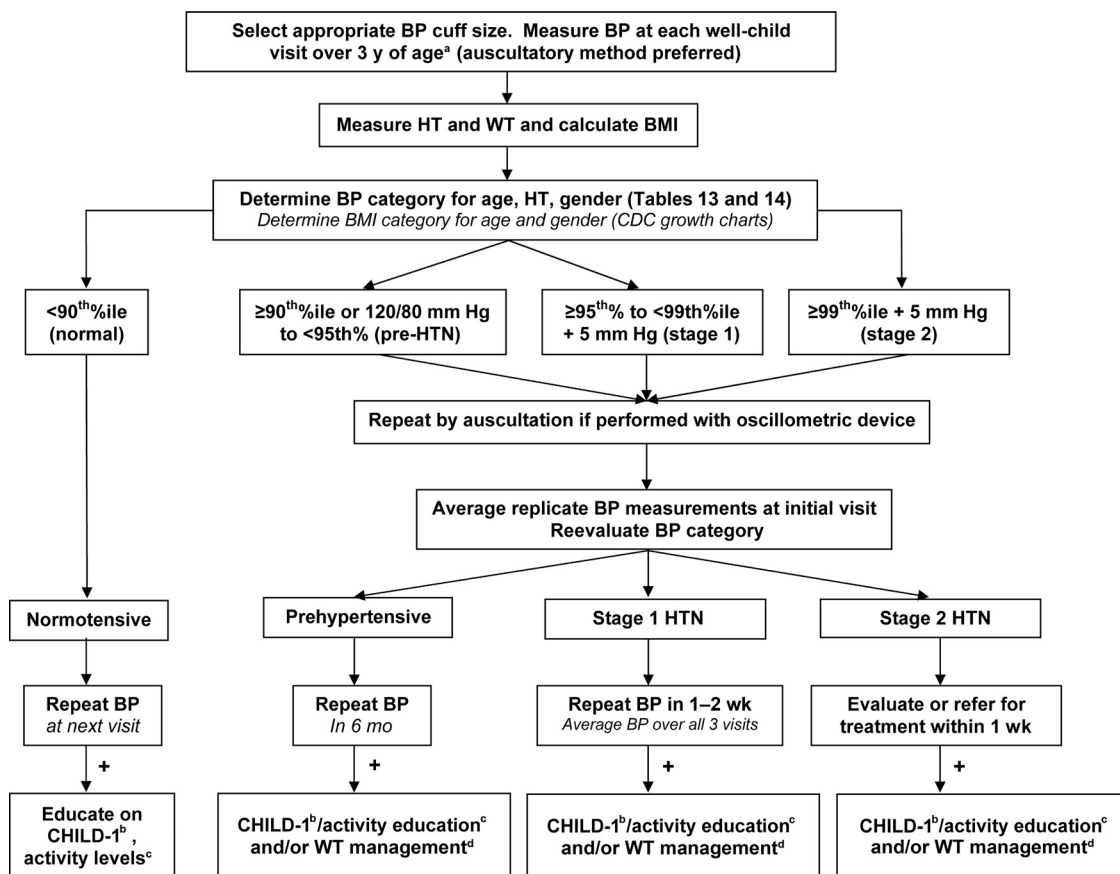 Select appropriate BP cuff size.  Measure BP at each well-child
visit over 3 y of ageᵃ (auscultatory method preferred)
Measure HT and WT and calculate BMI
Determine BP category for age, HT, gender (Tables 13 and 14)
Determine BMI category for age and gender (CDC growth charts)
<90ᵗʰ%ile
(normal)
≥90ᵗʰ%ile or 120/80 mm Hg
to <95th% (pre-HTN)
≥95ᵗʰ% to <99th%ile
+ 5 mm Hg (stage 1)
≥99ᵗʰ%ile + 5 mm Hg
(stage 2)
Repeat by auscultation if performed with oscillometric device
Average replicate BP measurements at initial visit
Reevaluate BP category
Normotensive
Prehypertensive
Stage 1 HTN
Stage 2 HTN
Repeat BP
at next visit
Repeat BP
In 6 mo
Repeat BP in 1–2 wk
Average BP over all 3 visits
Evaluate or refer for
treatment within 1 wk
+
+
+
+
Educate on
CHILD-1ᵇ ,
activity levelsᶜ
CHILD-1ᵇ/activity educationᶜ
and/or WT managementᵈ
CHILD-1ᵇ/activity educationᶜ
and/or WT managementᵈ
CHILD-1ᵇ/activity educationᶜ
and/or WT managementᵈ